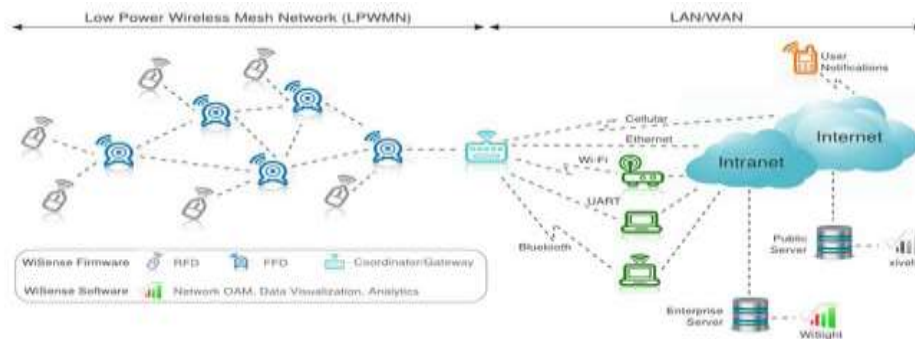 Low Power Wireless Mesh Network (LPWMN)
LAN/WAN
User
Notifications
Cellular
Ethernet
Internet
Wi-Fi
Intranet
UART
Bluetooth
Public
Server
xively
WiSense Firmware
RFD
FFD
Coordinator/Gateway
WiSense Software
Network OAM, Data Visualization, Analytics
Enterprise
Server
WiSight